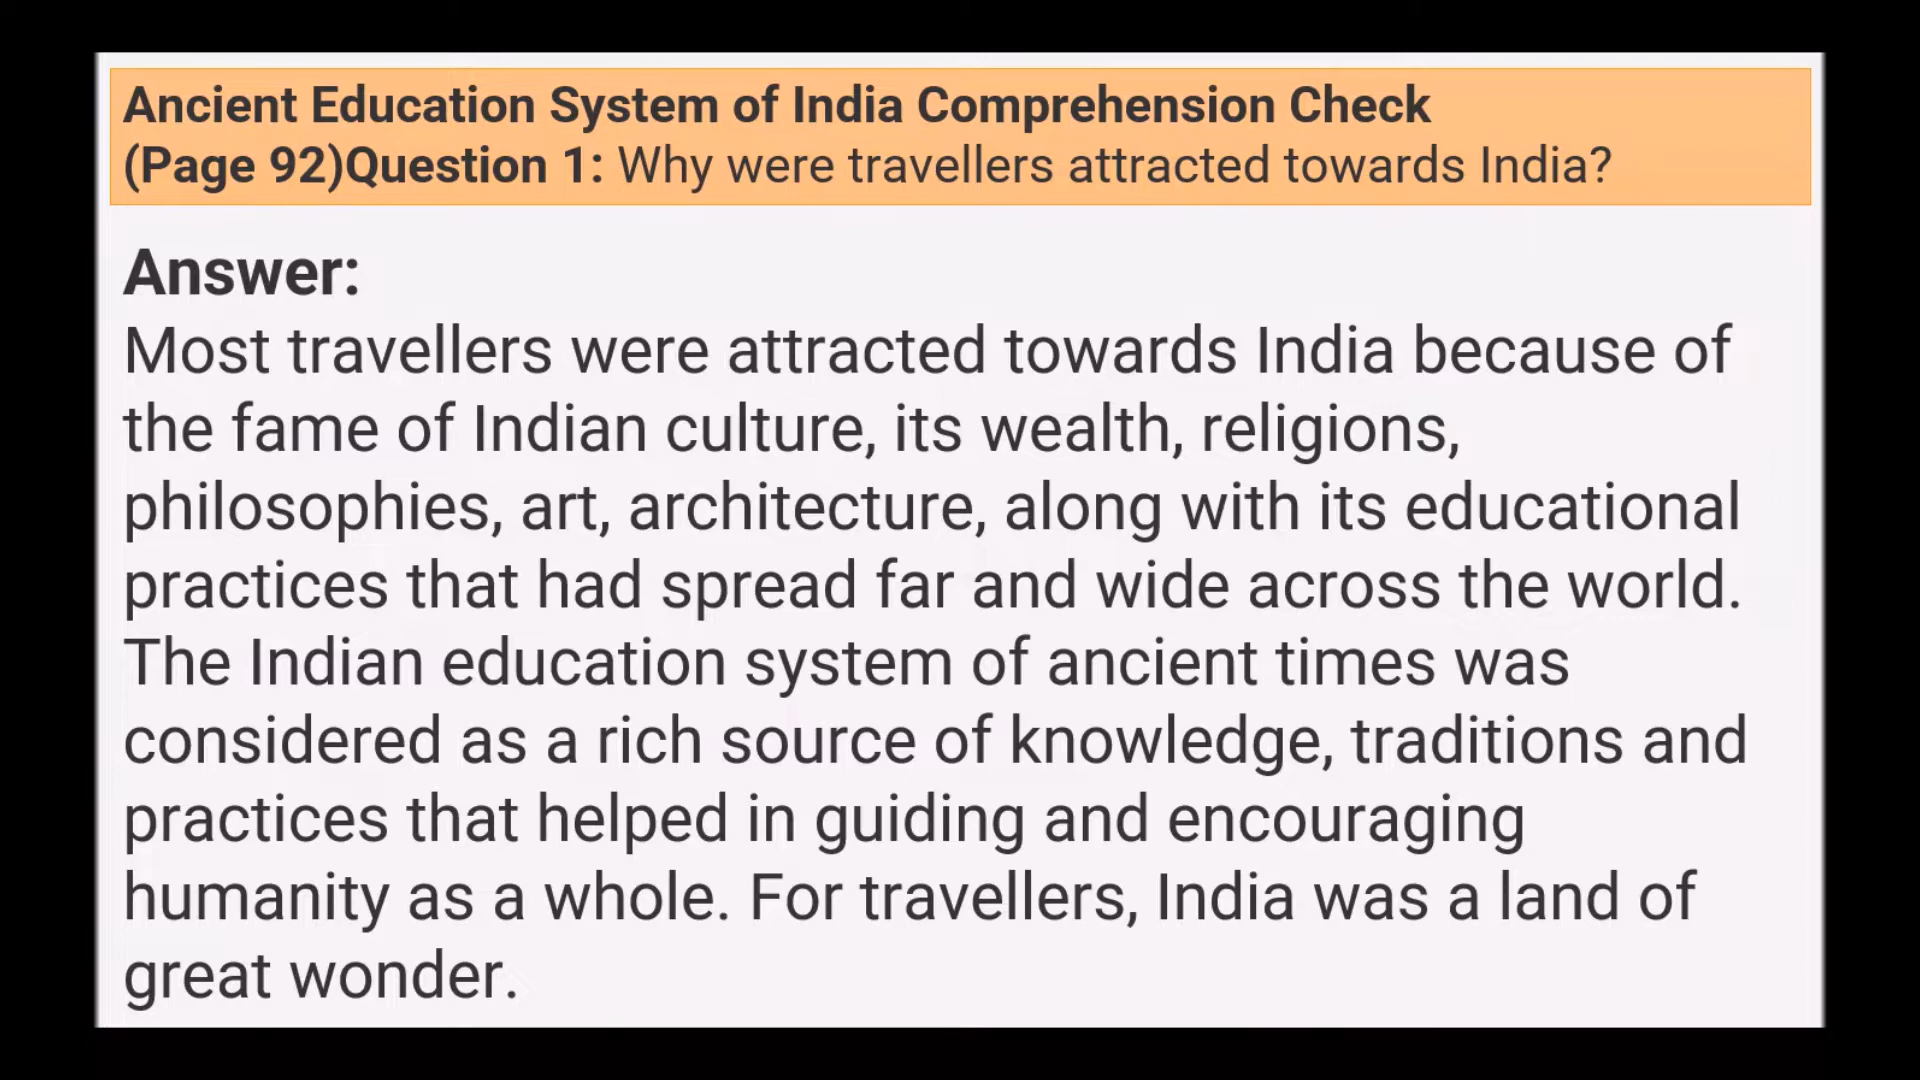 Ancient Education System of India Comprehension Check
(Page 92)Question 1: Why were travellers attracted towards India?
Answer:
Most travellers were attracted towards India because of
the fame of Indian culture, its wealth, religions,
philosophies, art, architecture, along with its educational
practices that had spread far and wide across the world.
The Indian education system of ancient times was
considered as a rich source of knowledge, traditions and
practices that helped in guiding and encouraging
humanity as a whole. For travellers, India was a land of
great wonder.